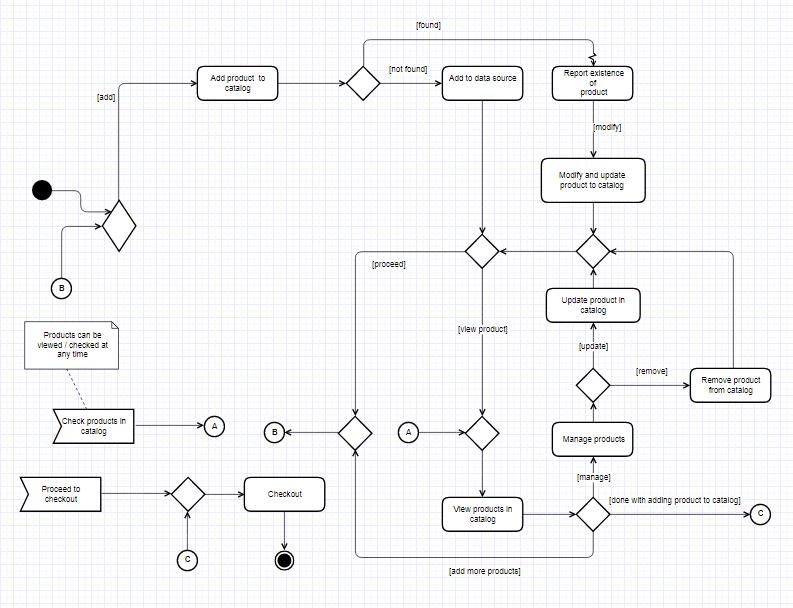 [found]
Add product to
catalog
[not found]
Add to data source
Report existence
of
product
[add]
[modify]
Modify and update
product to catalog
B
[proceed]
Update product in
catalog
Products can be
viewed / checked at
any time
[view product]
[update]
[remove]
Remove product
from catalog
Check products in
catalog
A
B
A
Manage products
[manage]
Proceed to
checkout
Checkout
[done with adding product to catalog]
View products in
catalog
C
C
[add more products]